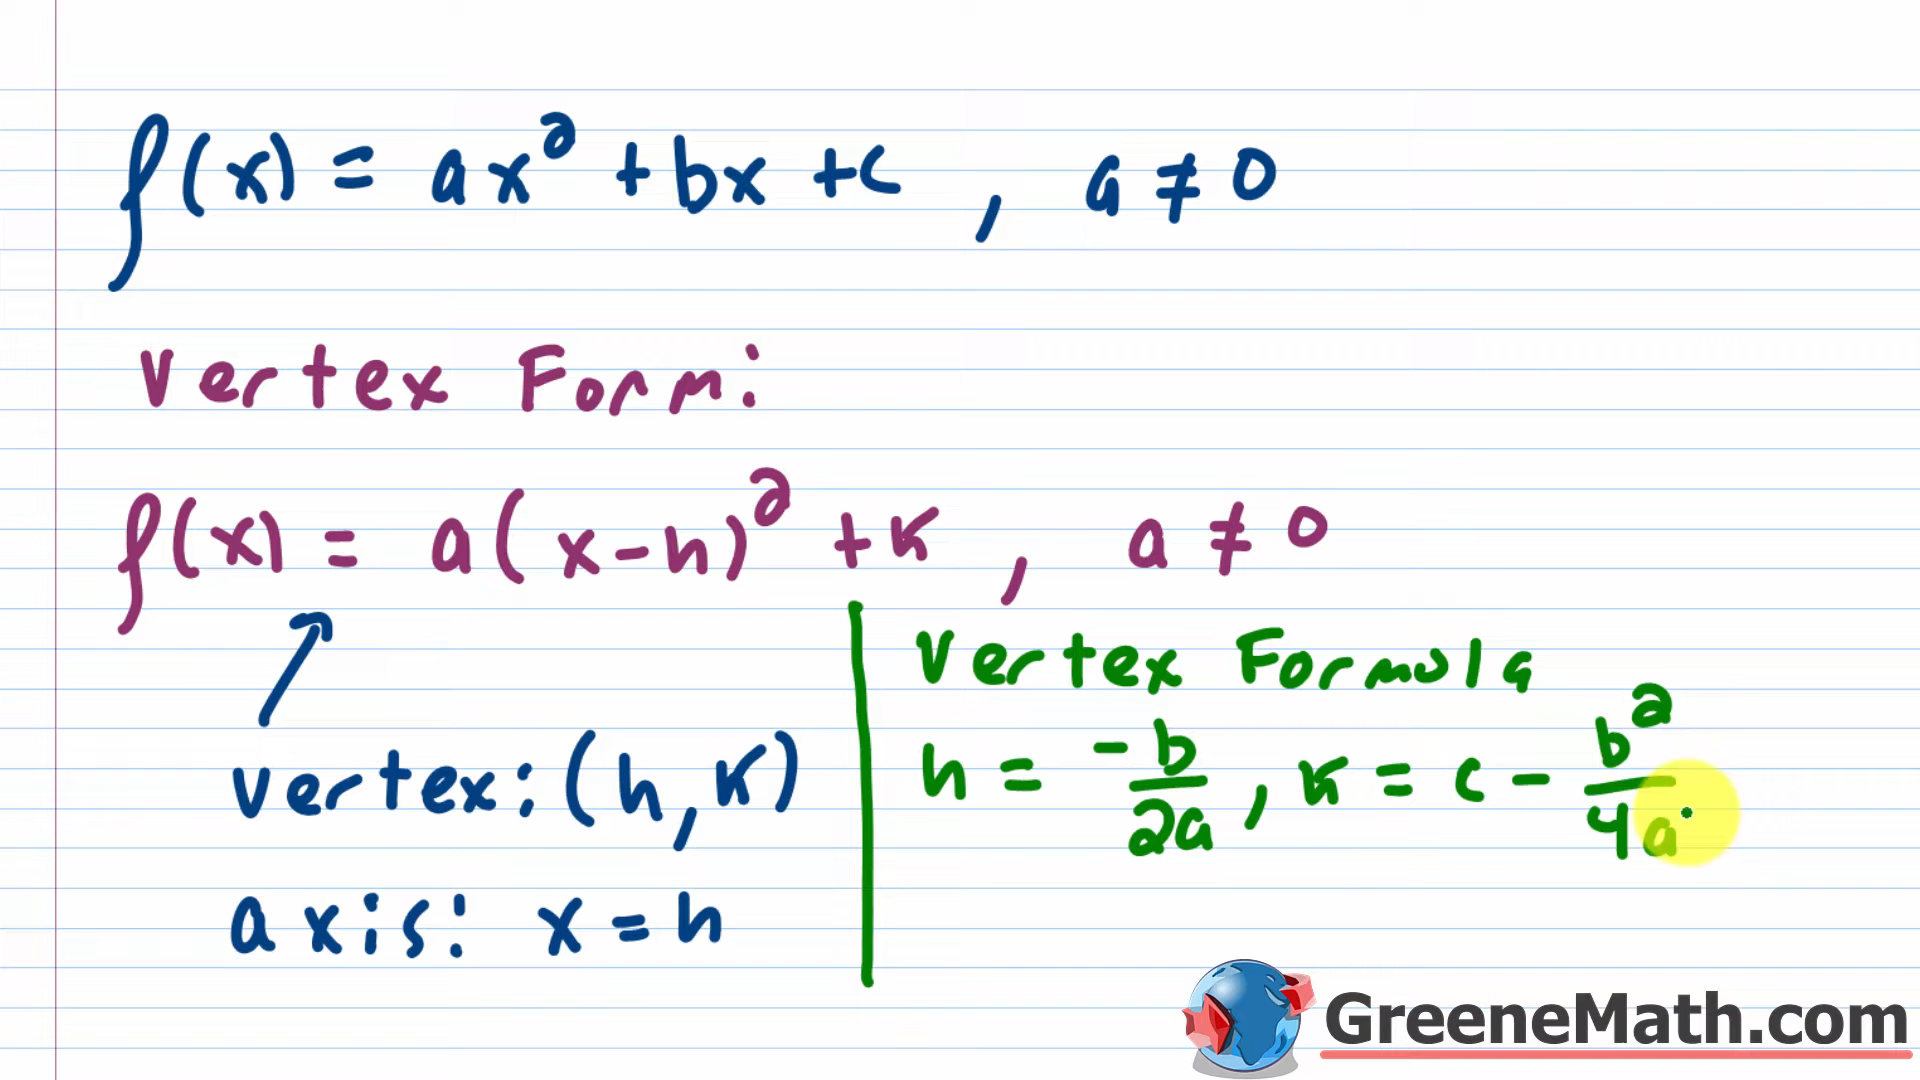 f(x) = ax² + bx + c , a ≠ 0
Vertex Form:
f(x) = a(x-h)² + k , a ≠ 0
vertex: (h, k)
axis: x = h
Vertex Formula
h = -b/2a , k = c - b²/4a
GreeneMath.com